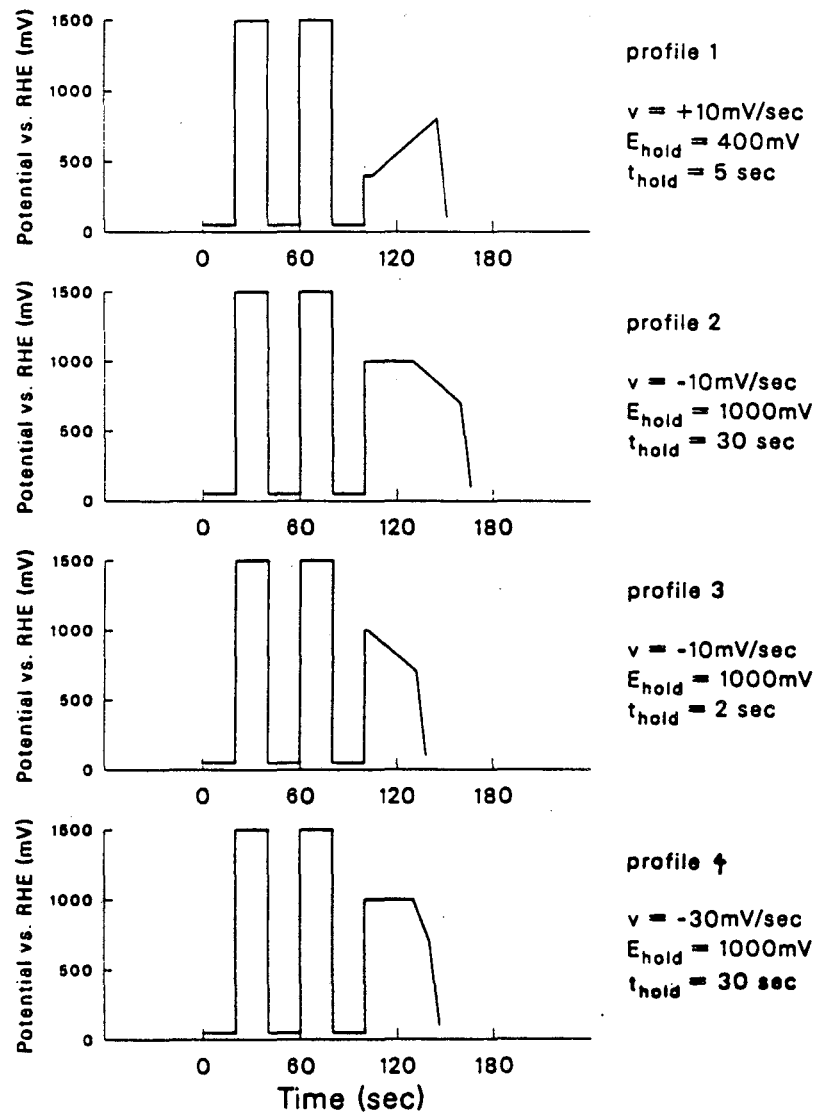 Potential vs. RHE (mV)
1500
1000
500
0
0 60 120 180
profile 1
v = +10mV/sec
E_hold = 400mV
t_hold = 5 sec
Potential vs. RHE (mV)
1500
1000
500
0
0 60 120 180
profile 2
v = -10mV/sec
E_hold = 1000mV
t_hold = 30 sec
Potential vs. RHE (mV)
1500
1000
500
0
0 60 120 180
profile 3
v = -10mV/sec
E_hold = 1000mV
t_hold = 2 sec
Potential vs. RHE (mV)
1500
1000
500
0
0 60 120 180
Time (sec)
profile 4
v = -30mV/sec
E_hold = 1000mV
t_hold = 30 sec